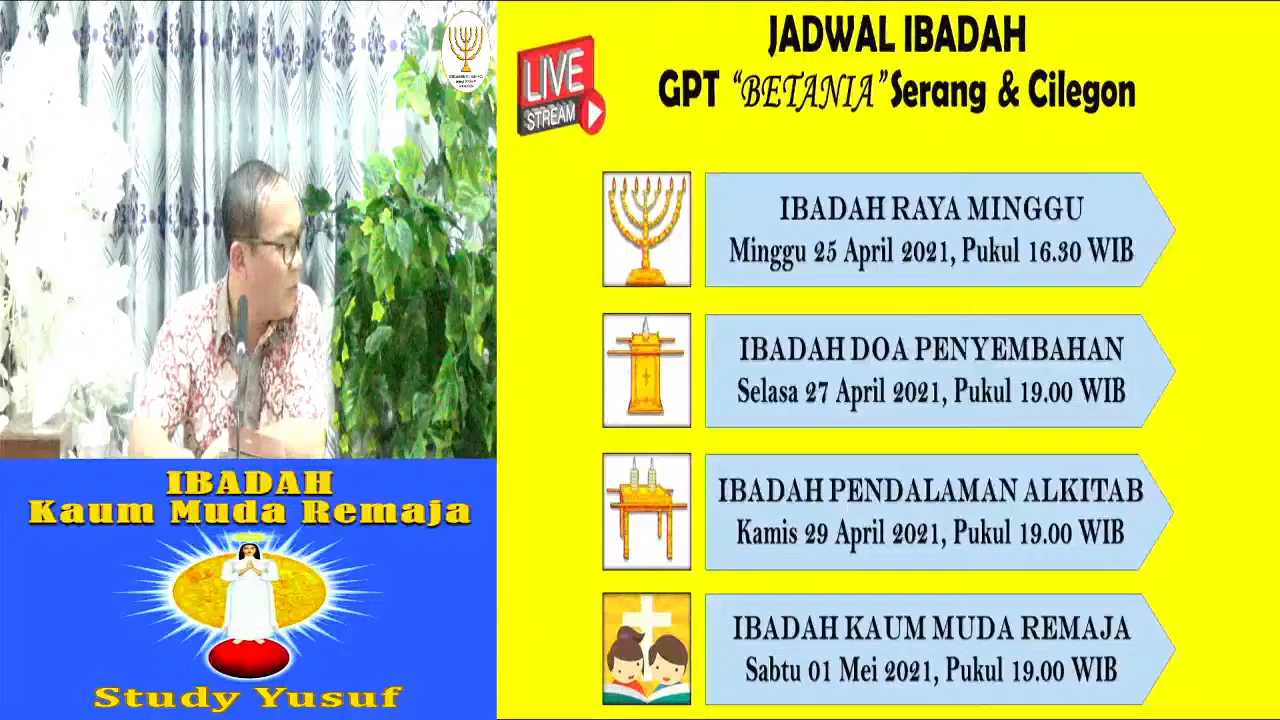 JADWAL IBADAH
GPT "BETANIA" Serang & Cilegon
LIVE
STREAM
IBADAH RAYA MINGGU
Minggu 25 April 2021, Pukul 16.30 WIB
IBADAH DOA PENYEMBAHAN
Selasa 27 April 2021, Pukul 19.00 WIB
IBADAH PENDALAMAN ALKITAB
Kamis 29 April 2021, Pukul 19.00 WIB
IBADAH KAUM MUDA REMAJA
Sabtu 01 Mei 2021, Pukul 19.00 WIB
IBADAH
Kaum Muda Remaja
Study Yusuf